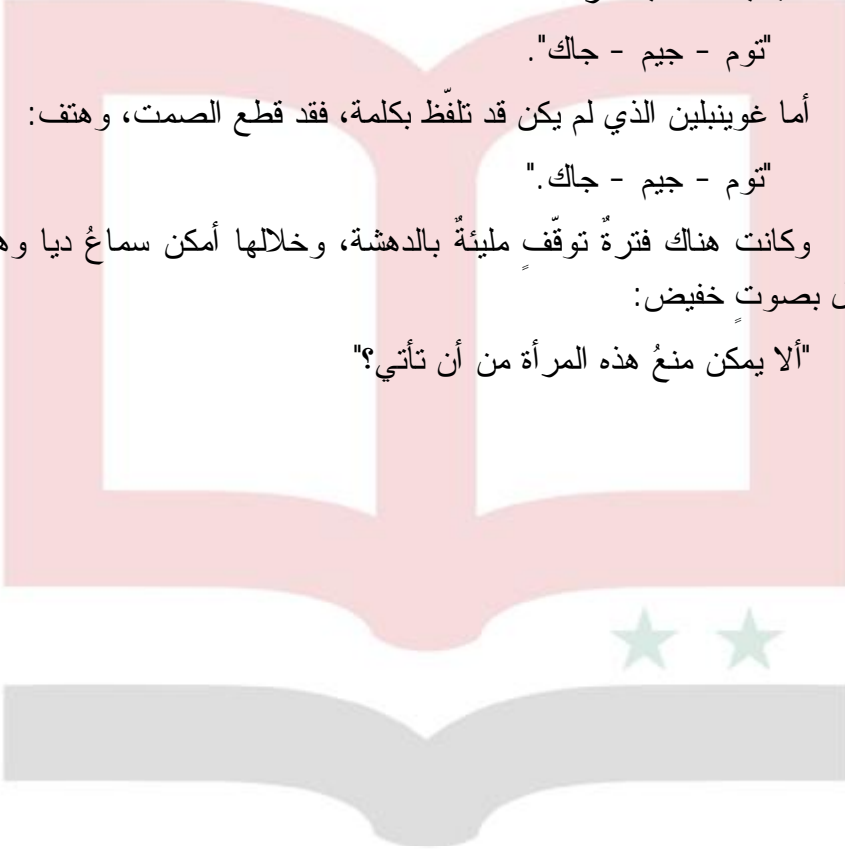 "توم - جيم - جاك".
أما غوينبلين الذي لم يكن قد تلفّظ بكلمة، فقد قطع الصمت، وهتف:
"توم - جيم - جاك."
وكانت هناك فترةٌ توقّفٍ مليئةٌ بالدهشة، وخلالها أمكن سماعُ ديا
بصوتٍ خفيض:
"ألا يمكن منعُ هذه المرأة من أن تأتي؟"